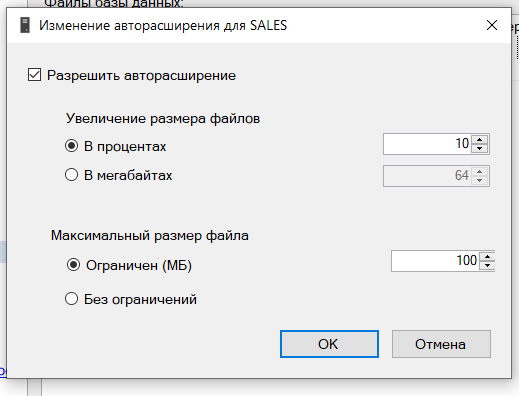 Файлы базы данных:
Изменение авторасширения для SALES
Разрешить авторасширение
Увеличение размера файлов
В процентах 10
В мегабайтах 64
Максимальный размер файла
Ограничен (МБ) 100
Без ограничений
OK Отмена